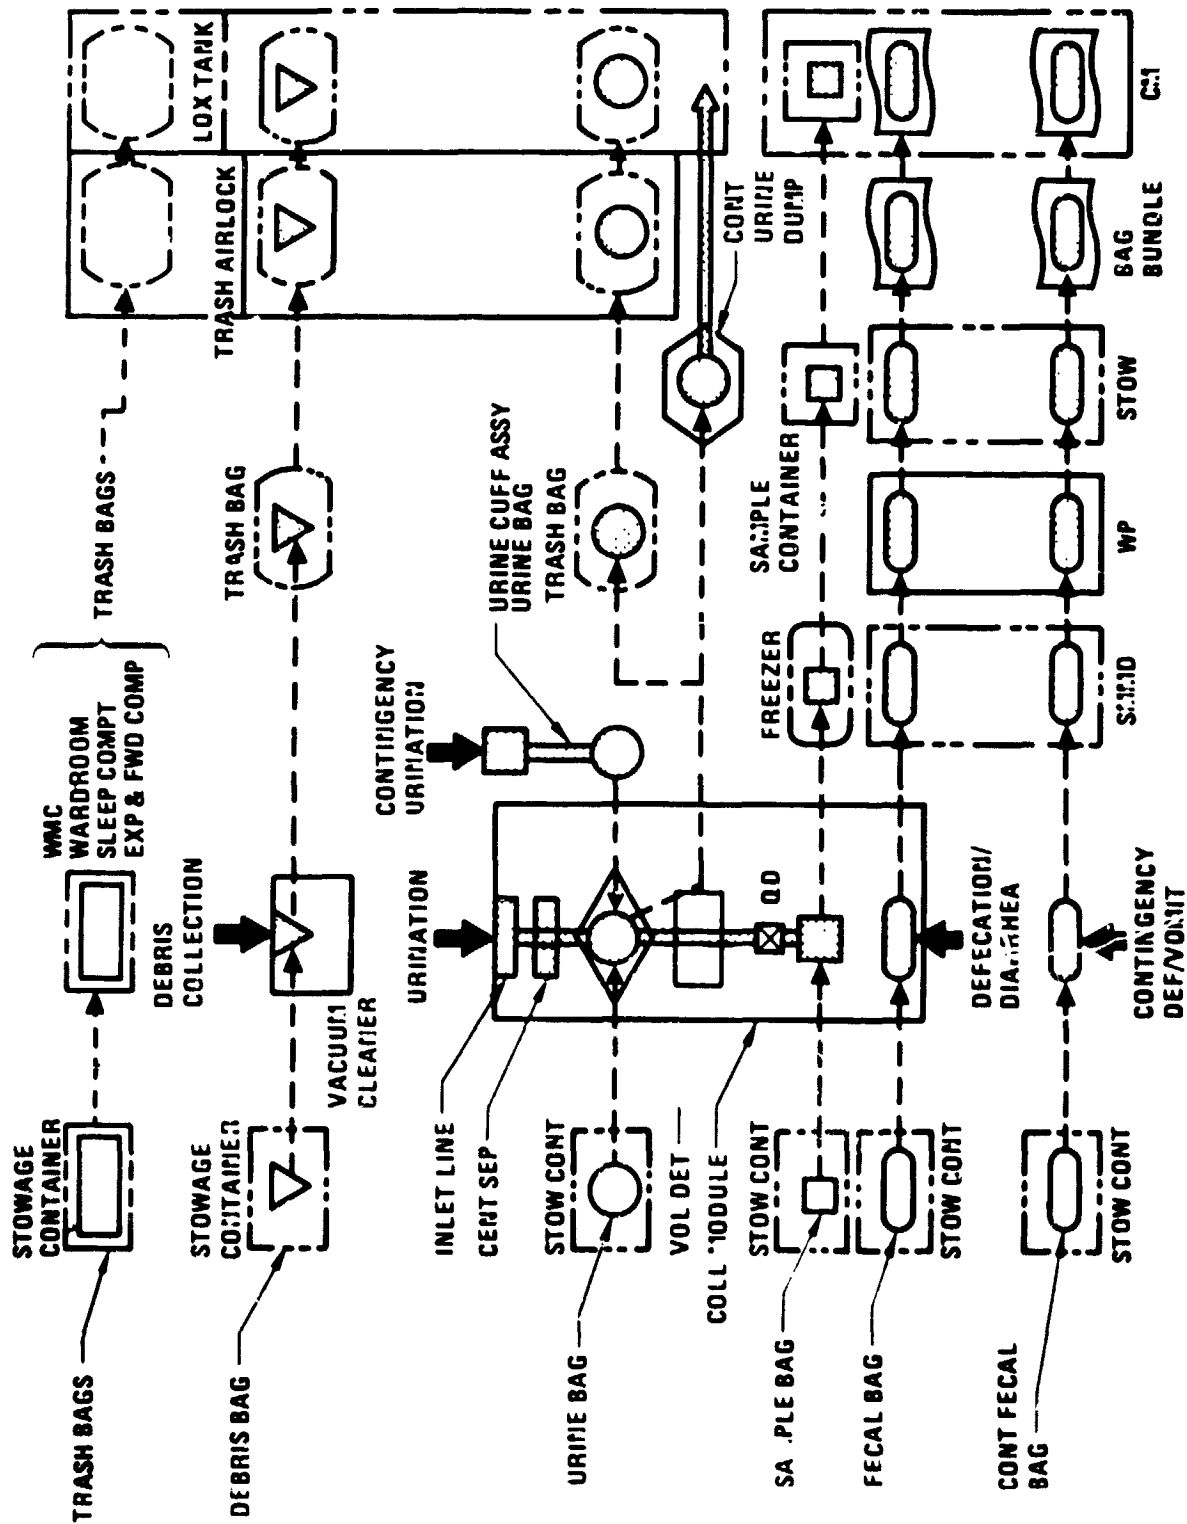 TRASH BAGS
STOWAGE
CONTAINER
WMC
WARDROOM
SLEEP COMPT
EXP & FWD COMP
TRASH BAGS
LOX TANK
TRASH AIRLOCK
DEBRIS BAG
STOWAGE
CONTAINER
DEBRIS
COLLECTION
VACUUM
CLEANER
TRASH BAG
INLET LINE
CENT SEP
URINATION
CONTINGENCY
URINATION
URINE CUFF ASSY
URINE BAG
TRASH BAG
URINE BAG
STOW CONT
VOL DET
COLL MODULE
QD
CONT
URINE
DUMP
SA PLE BAG
STOW CONT
FREEZER
SAMPLE
CONTAINER
FECAL BAG
STOW CONT
DEFECATION/
DIARRHEA
SMMD
WP
STOW
BAG
BUNDLE
CM
CONT FECAL
BAG
STOW CONT
CONTINGENCY
DEF/VOMIT